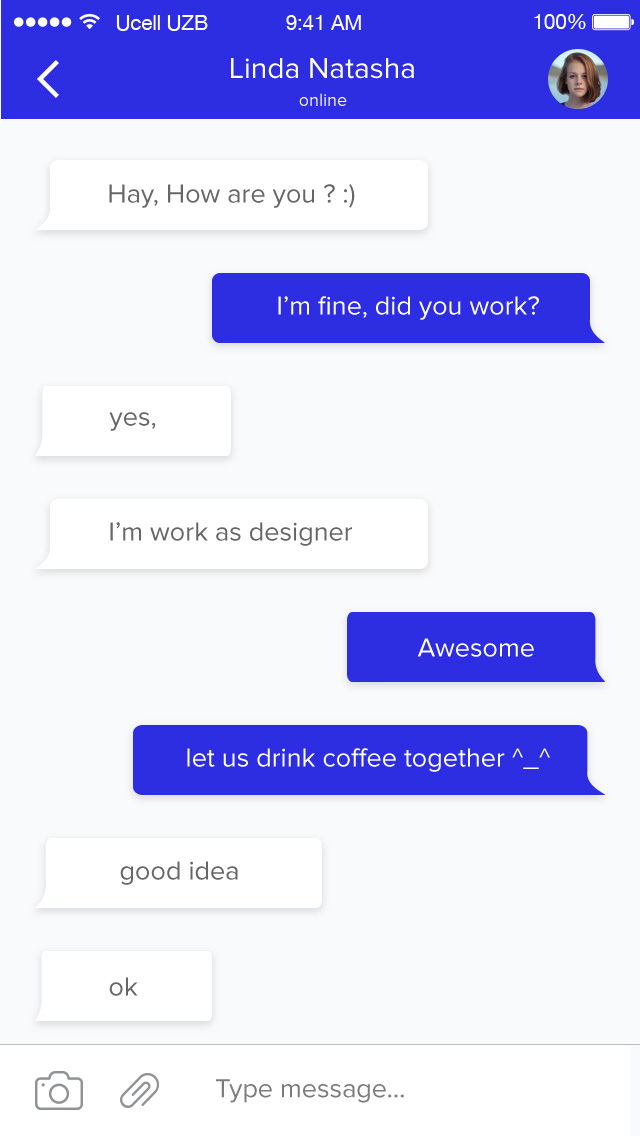 Ucell UZB 9:41 AM 100%
Linda Natasha
online
Hay, How are you ? :)
I’m fine, did you work?
yes,
I’m work as designer
Awesome
let us drink coffee together ^_^
good idea
ok
Type message...